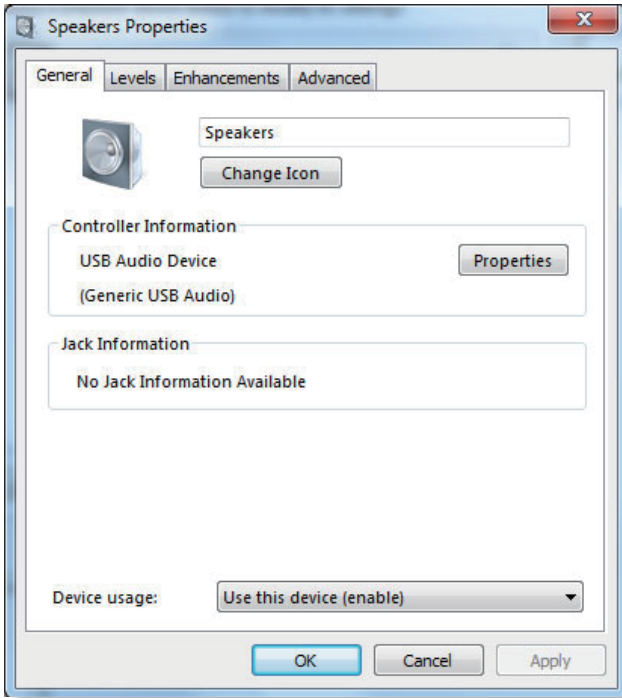 Speakers Properties
General Levels Enhancements Advanced
Speakers
Change Icon
Controller Information
USB Audio Device
Properties
(Generic USB Audio)
Jack Information
No Jack Information Available
Device usage:
Use this device (enable)
OK Cancel Apply